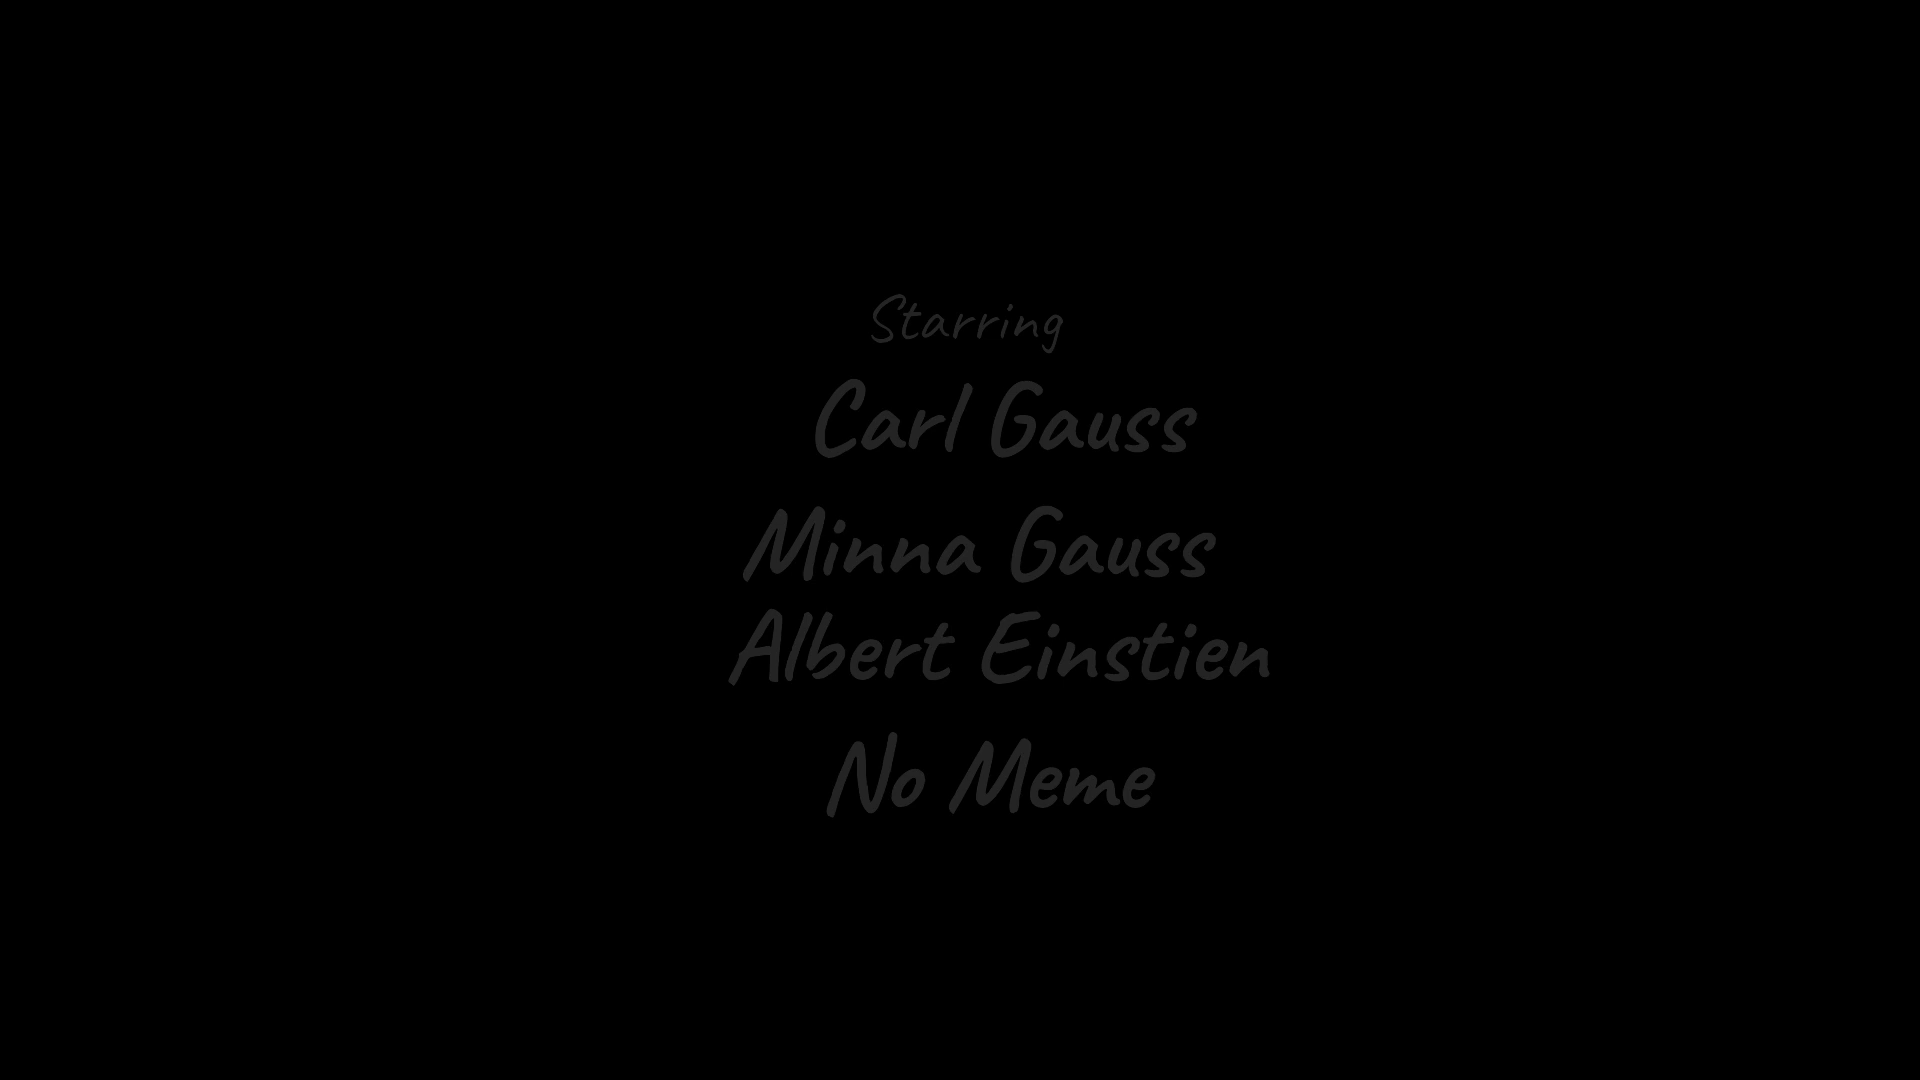 Starring
Carl Gauss
Minna Gauss
Albert Einstien
No Meme